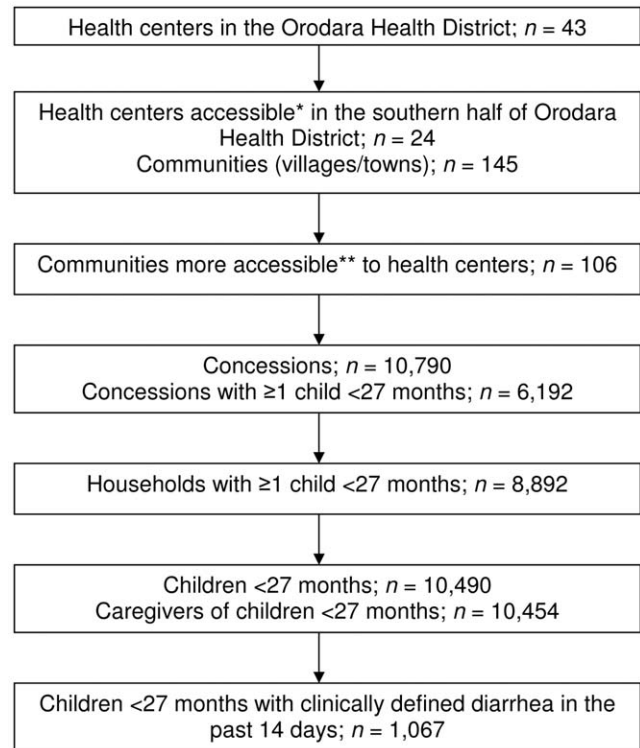 Health centers in the Orodara Health District; n = 43
Health centers accessible* in the southern half of Orodara
Health District; n = 24
Communities (villages/towns); n = 145
Communities more accessible** to health centers; n = 106
Concessions; n = 10,790
Concessions with ≥1 child <27 months; n = 6,192
Households with ≥1 child <27 months; n = 8,892
Children <27 months; n = 10,490
Caregivers of children <27 months; n = 10,454
Children <27 months with clinically defined diarrhea in the
past 14 days; n = 1,067